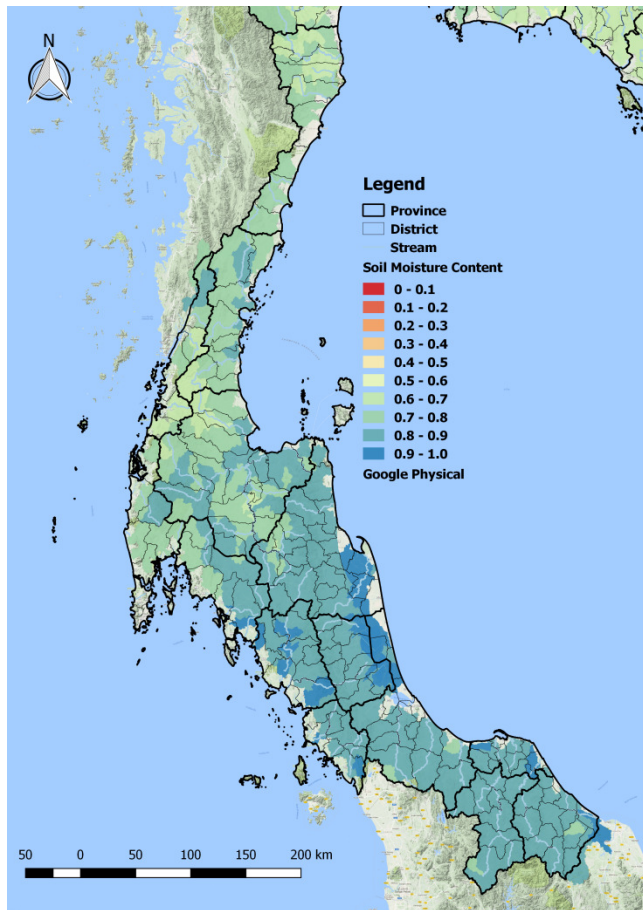 N
Legend
Province
District
Stream
Soil Moisture Content
0 - 0.1
0.1 - 0.2
0.2 - 0.3
0.3 - 0.4
0.4 - 0.5
0.5 - 0.6
0.6 - 0.7
0.7 - 0.8
0.8 - 0.9
0.9 - 1.0
Google Physical
50 0 50 100 150 200 km